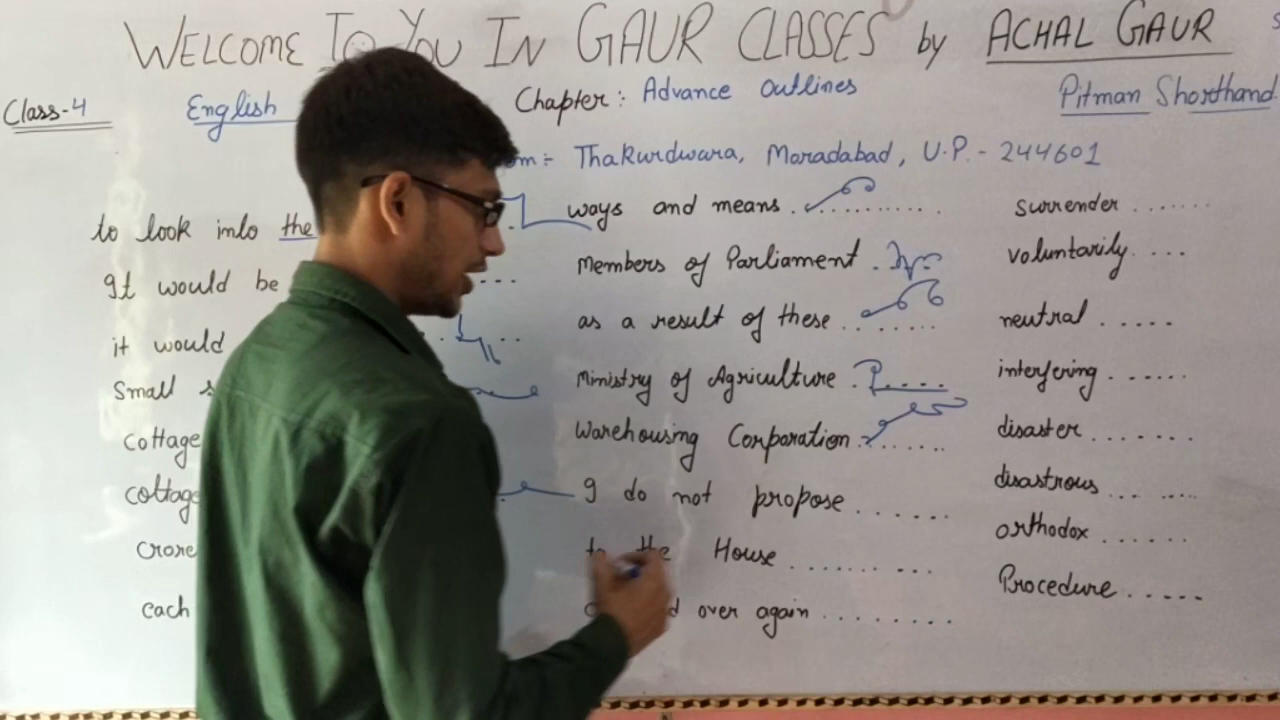 WELCOME TO YOU IN GAUR CLASSES by ACHAL GAUR
Class-4 English Chapter: Advance Outlines Pitman Shorthand
Thakurdwara, Moradabad, U.P. - 244601
to look into the
It would be
it would
Small
cottage
cottage
crore
each
ways and means ..........
Members of Parliament .
as a result of these ........
Ministry of Agriculture .....
Warehousing Corporation .......
I do not propose ......
to the House .........
over again ........
surrender .......
voluntarily ....
neutral .....
interfering ......
disaster .......
disastrous ... ....
orthodox ......
Procedure .....